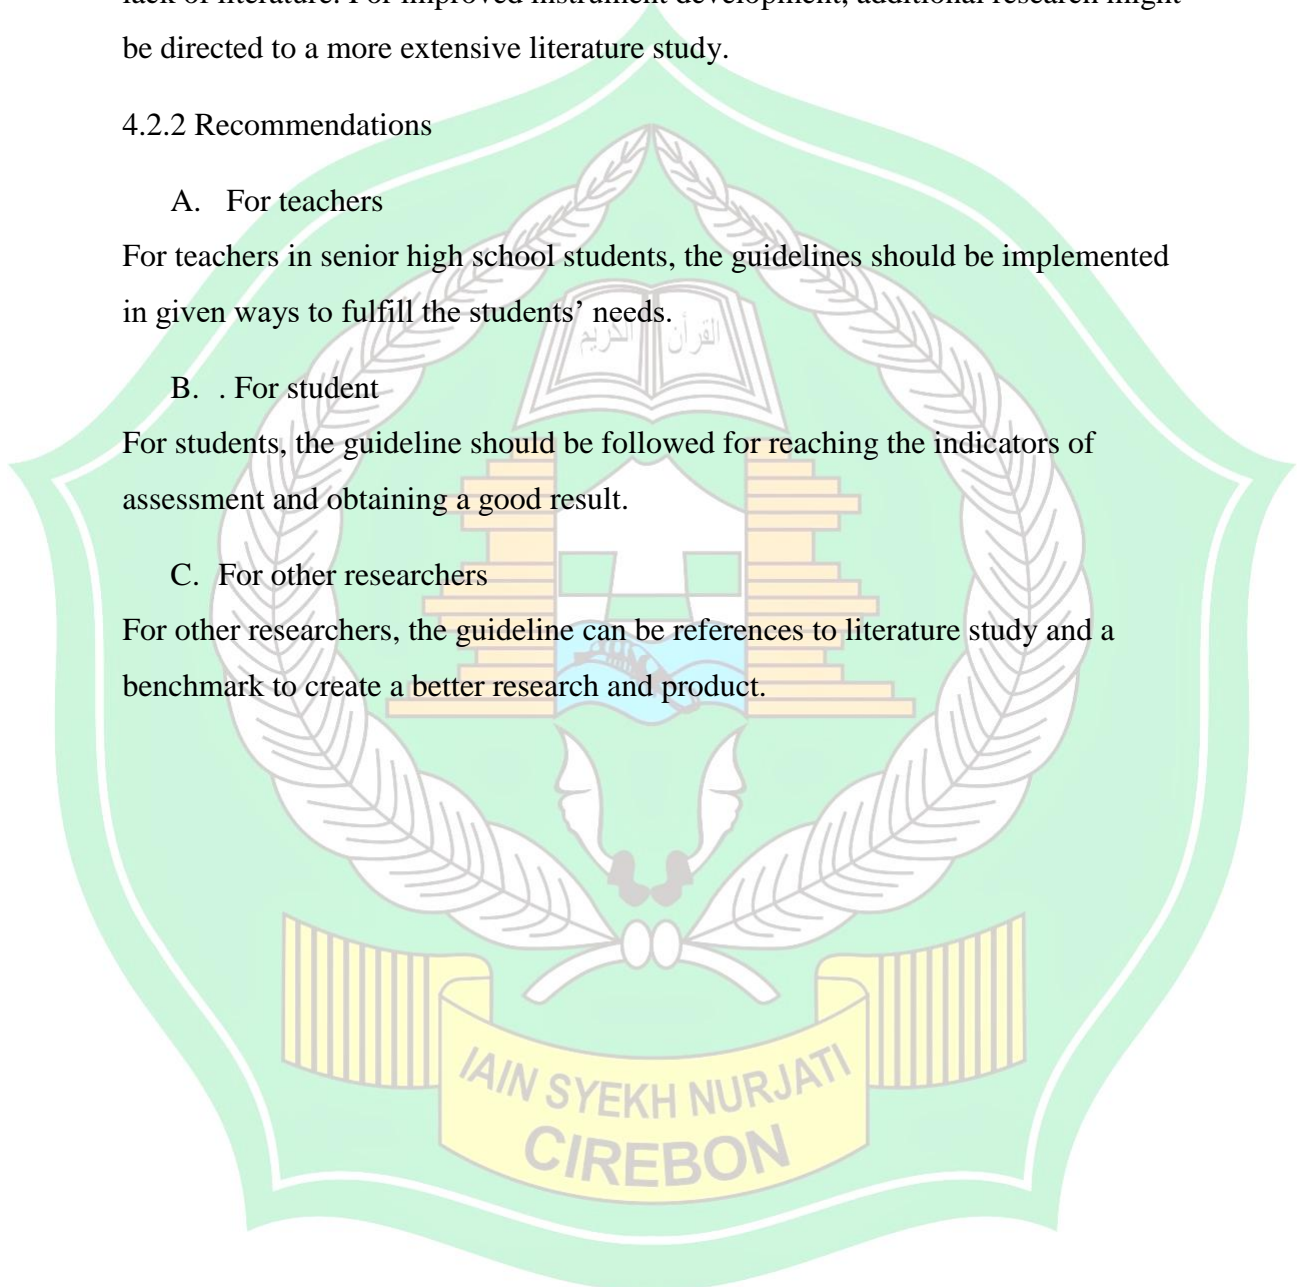 lack of literature. For improved instrument development, additional research might
be directed to a more extensive literature study.
4.2.2 Recommendations
A. For teachers
For teachers in senior high school students, the guidelines should be implemented
in given ways to fulfill the students’ needs.
القرآن الكريم
B. . For student
For students, the guideline should be followed for reaching the indicators of
assessment and obtaining a good result.
C. For other researchers
For other researchers, the guideline can be references to literature study and a
benchmark to create a better research and product.
IAIN SYEKH NURJATI
CIREBON